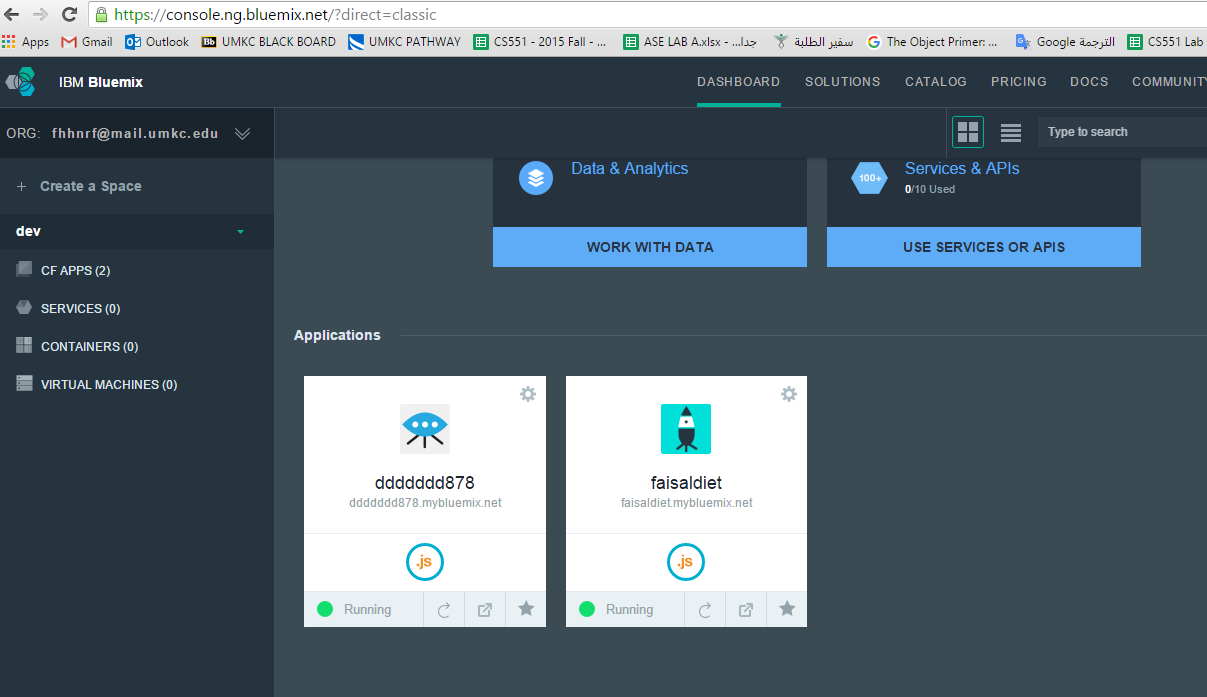 https://console.ng.bluemix.net/?direct=classic
Apps Gmail Outlook Bb UMKC BLACK BOARD UMKC PATHWAY CS551 - 2015 Fall - ... ASE LAB A.xlsx - ...جدا سفير الطلبة The Object Primer: ... Google الترجمة CS551 Lab
IBM Bluemix DASHBOARD SOLUTIONS CATALOG PRICING DOCS COMMUNITY
ORG: fhhnrf@mail.umkc.edu Type to search
+ Create a Space
dev
CF APPS (2)
SERVICES (0)
CONTAINERS (0)
VIRTUAL MACHINES (0)
Data & Analytics
WORK WITH DATA
100+ Services & APIs
0/10 Used
USE SERVICES OR APIS
Applications
ddddddd878
ddddddd878.mybluemix.net
.js
Running
faisaldiet
faisaldiet.mybluemix.net
.js
Running